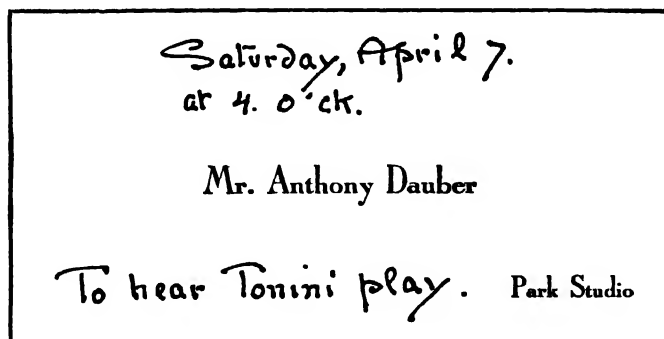 Saturday, April 7.
at 4. o'ck.
Mr. Anthony Dauber
To hear Tonini play. Park Studio